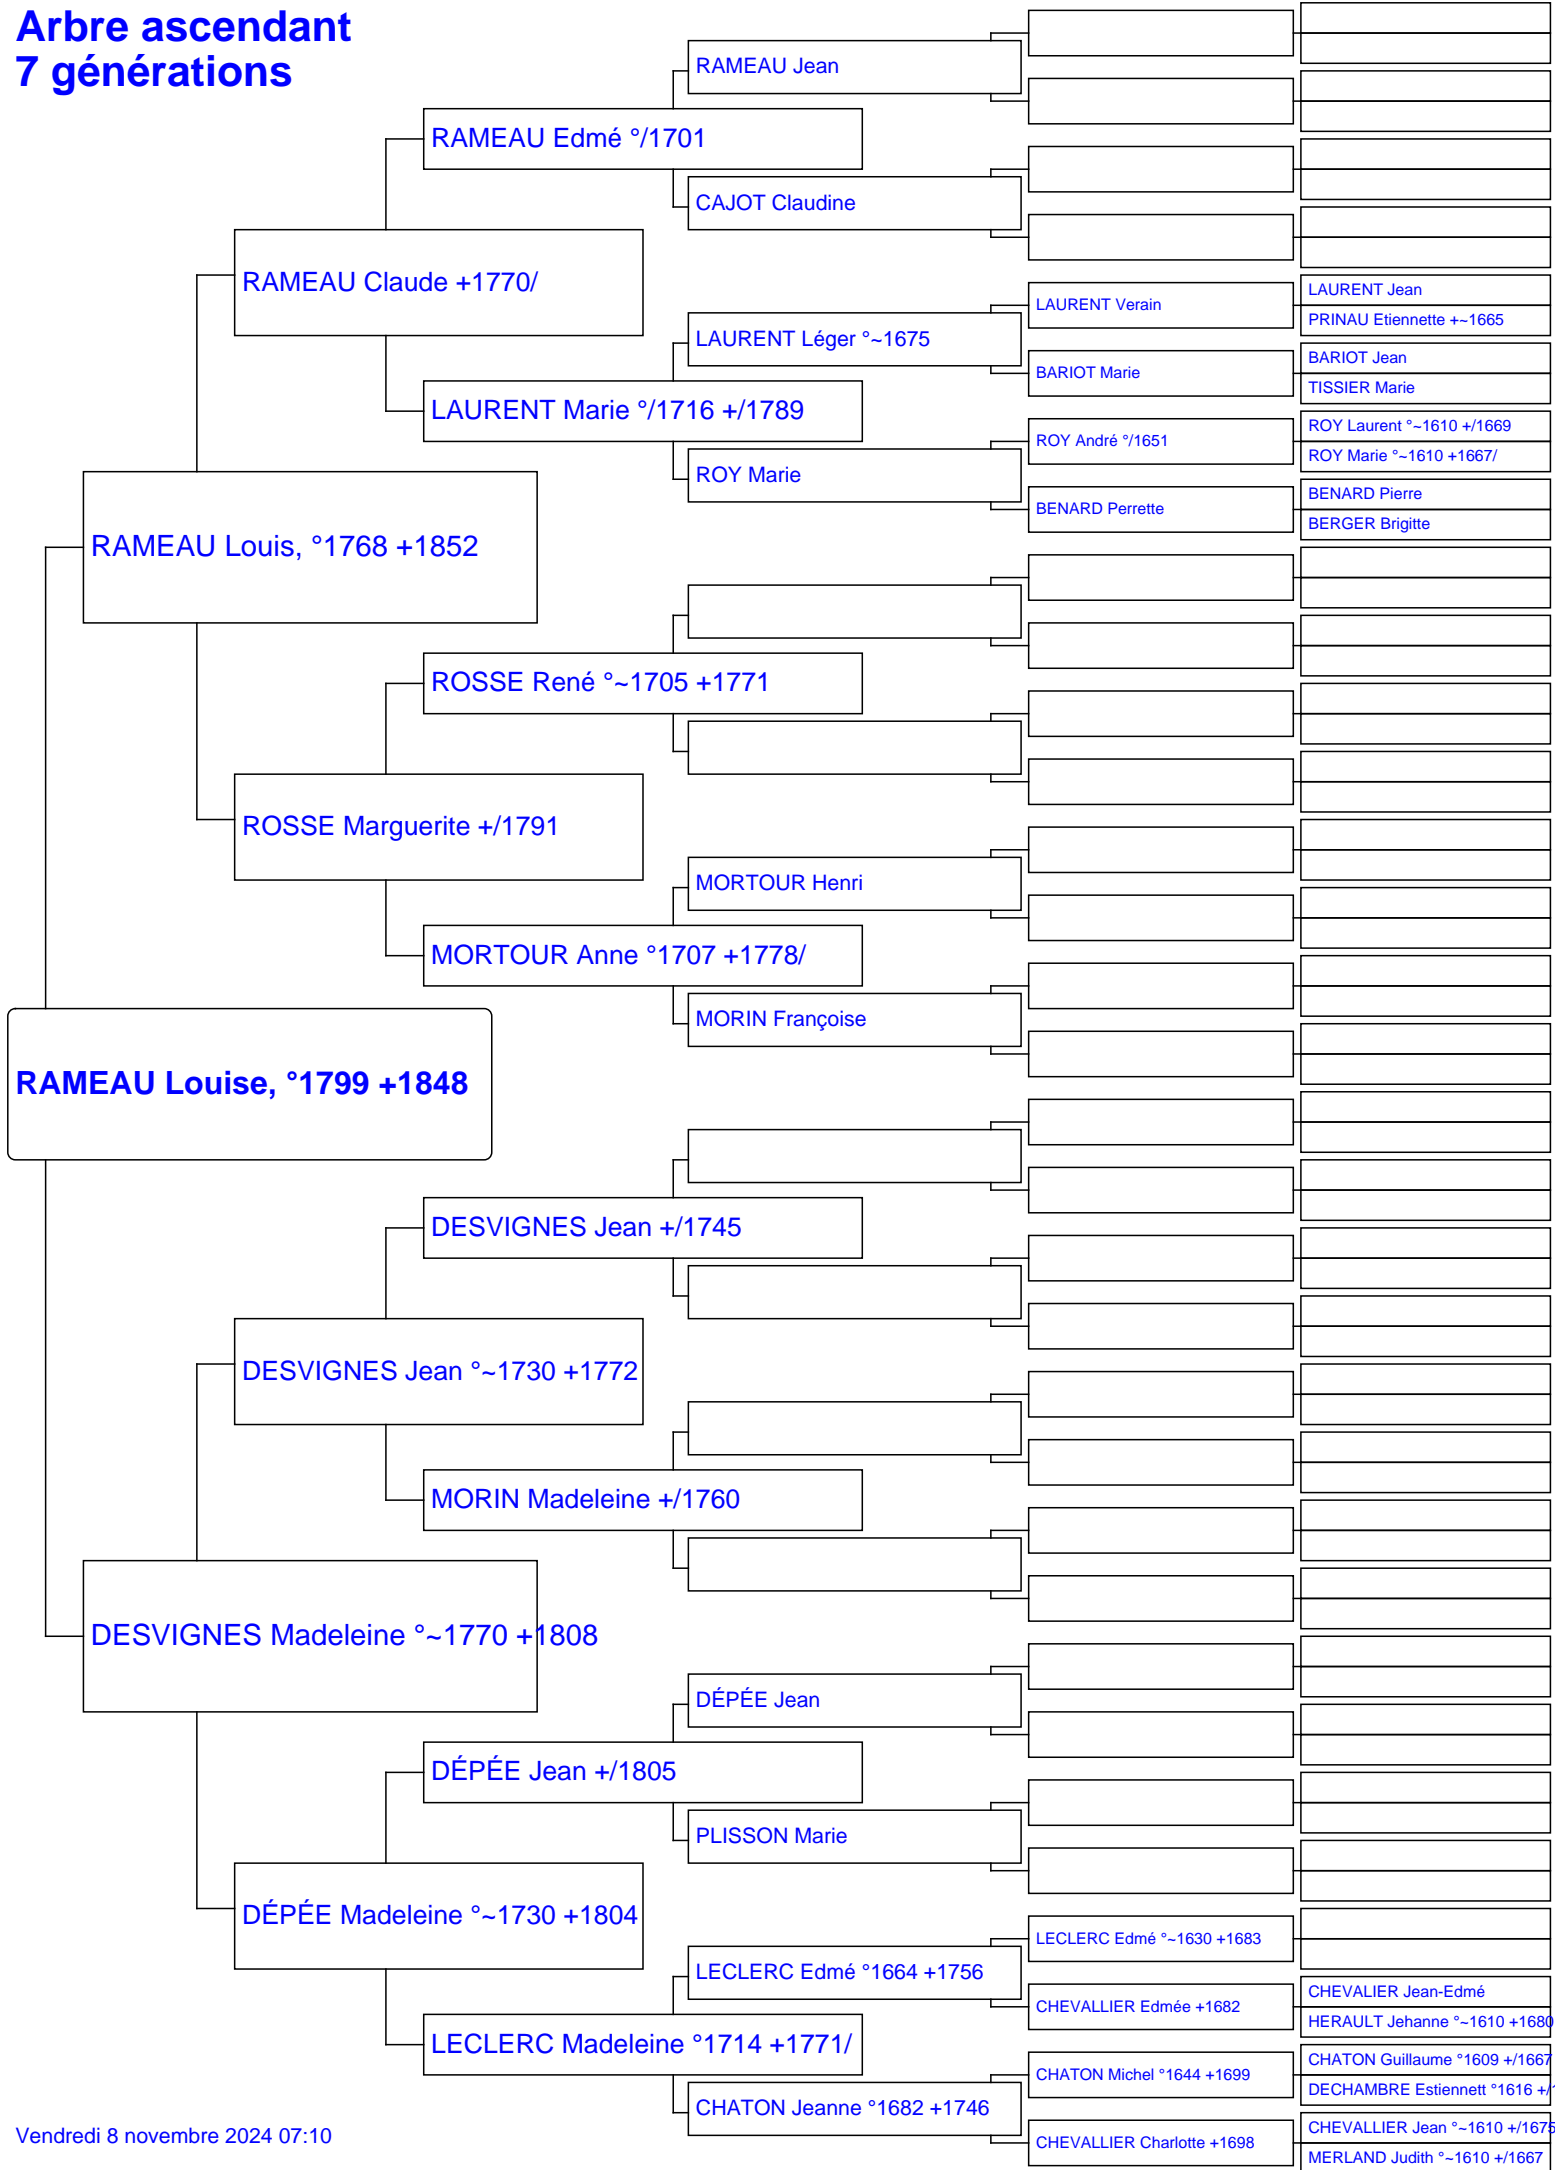 Arbre ascendant
7 générations
RAMEAU Jean
RAMEAU Edmé °/1701
CAJOT Claudine
RAMEAU Claude +1770/
LAURENT Jean
LAURENT Verain
PRINAU Etiennette +~1665
LAURENT Léger °~1675
BARIOT Jean
BARIOT Marie
TISSIER Marie
LAURENT Marie °/1716 +/1789
ROY Laurent °~1610 +/1669
ROY André °/1651
ROY Marie °~1610 +1667/
ROY Marie
BENARD Pierre
BENARD Perrette
BERGER Brigitte
RAMEAU Louis, °1768 +1852
ROSSE René °~1705 +1771
ROSSE Marguerite +/1791
MORTOUR Henri
MORTOUR Anne °1707 +1778/
MORIN Françoise
RAMEAU Louise, °1799 +1848
DESVIGNES Jean +/1745
DESVIGNES Jean °~1730 +1772
MORIN Madeleine +/1760
DESVIGNES Madeleine °~1770 +1808
DÉPÉE Jean
DÉPÉE Jean +/1805
PLISSON Marie
DÉPÉE Madeleine °~1730 +1804
LECLERC Edmé °~1630 +1683
LECLERC Edmé °1664 +1756
CHEVALIER Jean-Edmé
CHEVALLIER Edmée +1682
HERAULT Jehanne °~1610 +1680
LECLERC Madeleine °1714 +1771/
CHATON Guillaume °1609 +/1667
CHATON Michel °1644 +1699
DECHAMBRE Estiennett °1616
CHATON Jeanne °1682 +1746
CHEVALLIER Jean °~1610 +/1675
CHEVALLIER Charlotte +1698
MERLAND Judith °~1610 +/1667
Vendredi 8 novembre 2024 07:10